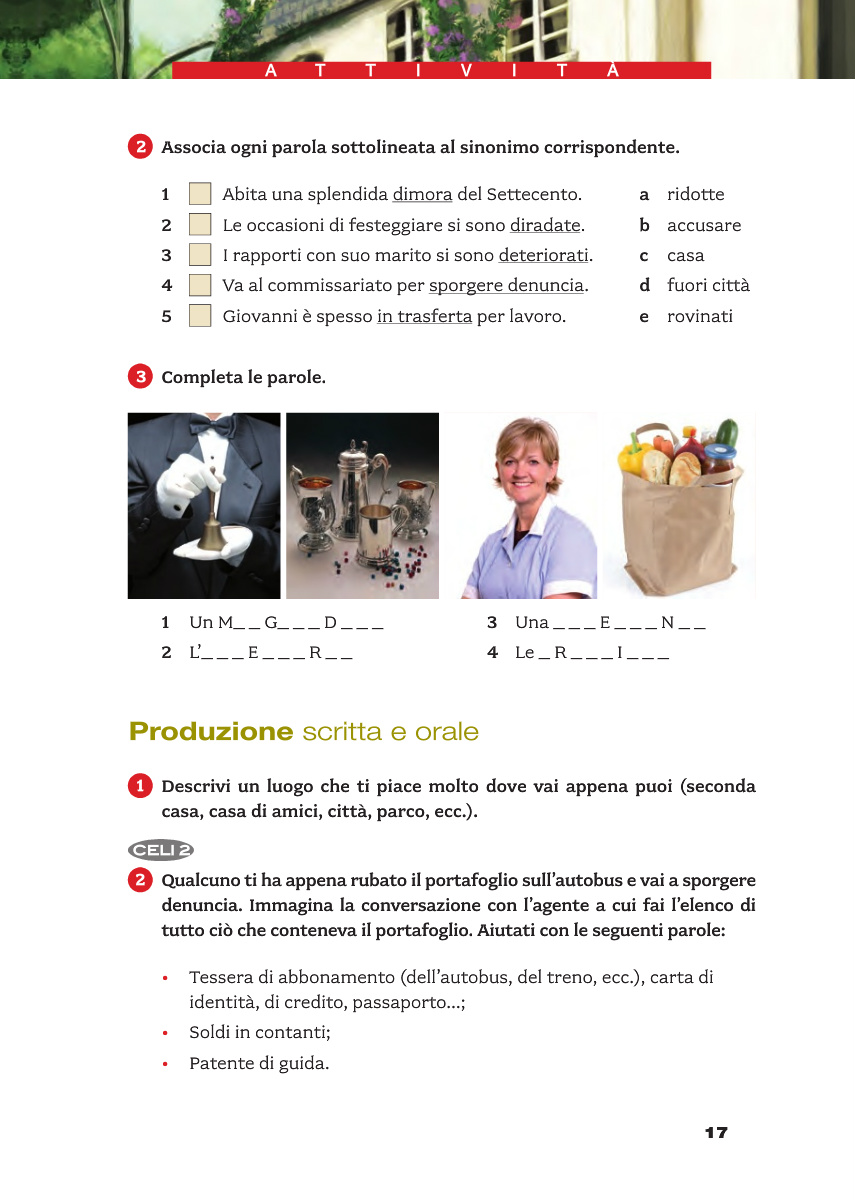 ATTIVITÀ
2 Associa ogni parola sottolineata al sinonimo corrispondente.
1 Abita una splendida dimora del Settecento. a ridotte
2 Le occasioni di festeggiare si sono diradate. b accusare
3 I rapporti con suo marito si sono deteriorati. c casa
4 Va al commissariato per sporgere denuncia. d fuori città
5 Giovanni è spesso in trasferta per lavoro. e rovinati
3 Completa le parole.
1 Un M_ _ G_ _ _ D _ _ _
2 L’_ _ _ E _ _ _ R _ _
3 Una _ _ _ E _ _ _ N _ _
4 Le _ R _ _ _ I _ _ _
Produzione scritta e orale
1 Descrivi un luogo che ti piace molto dove vai appena puoi (seconda
casa, casa di amici, città, parco, ecc.).
CELI 2
2 Qualcuno ti ha appena rubato il portafoglio sull’autobus e vai a sporgere
denuncia. Immagina la conversazione con l’agente a cui fai l’elenco di
tutto ciò che conteneva il portafoglio. Aiutati con le seguenti parole:
• Tessera di abbonamento (dell’autobus, del treno, ecc.), carta di
identità, di credito, passaporto...;
• Soldi in contanti;
• Patente di guida.
17